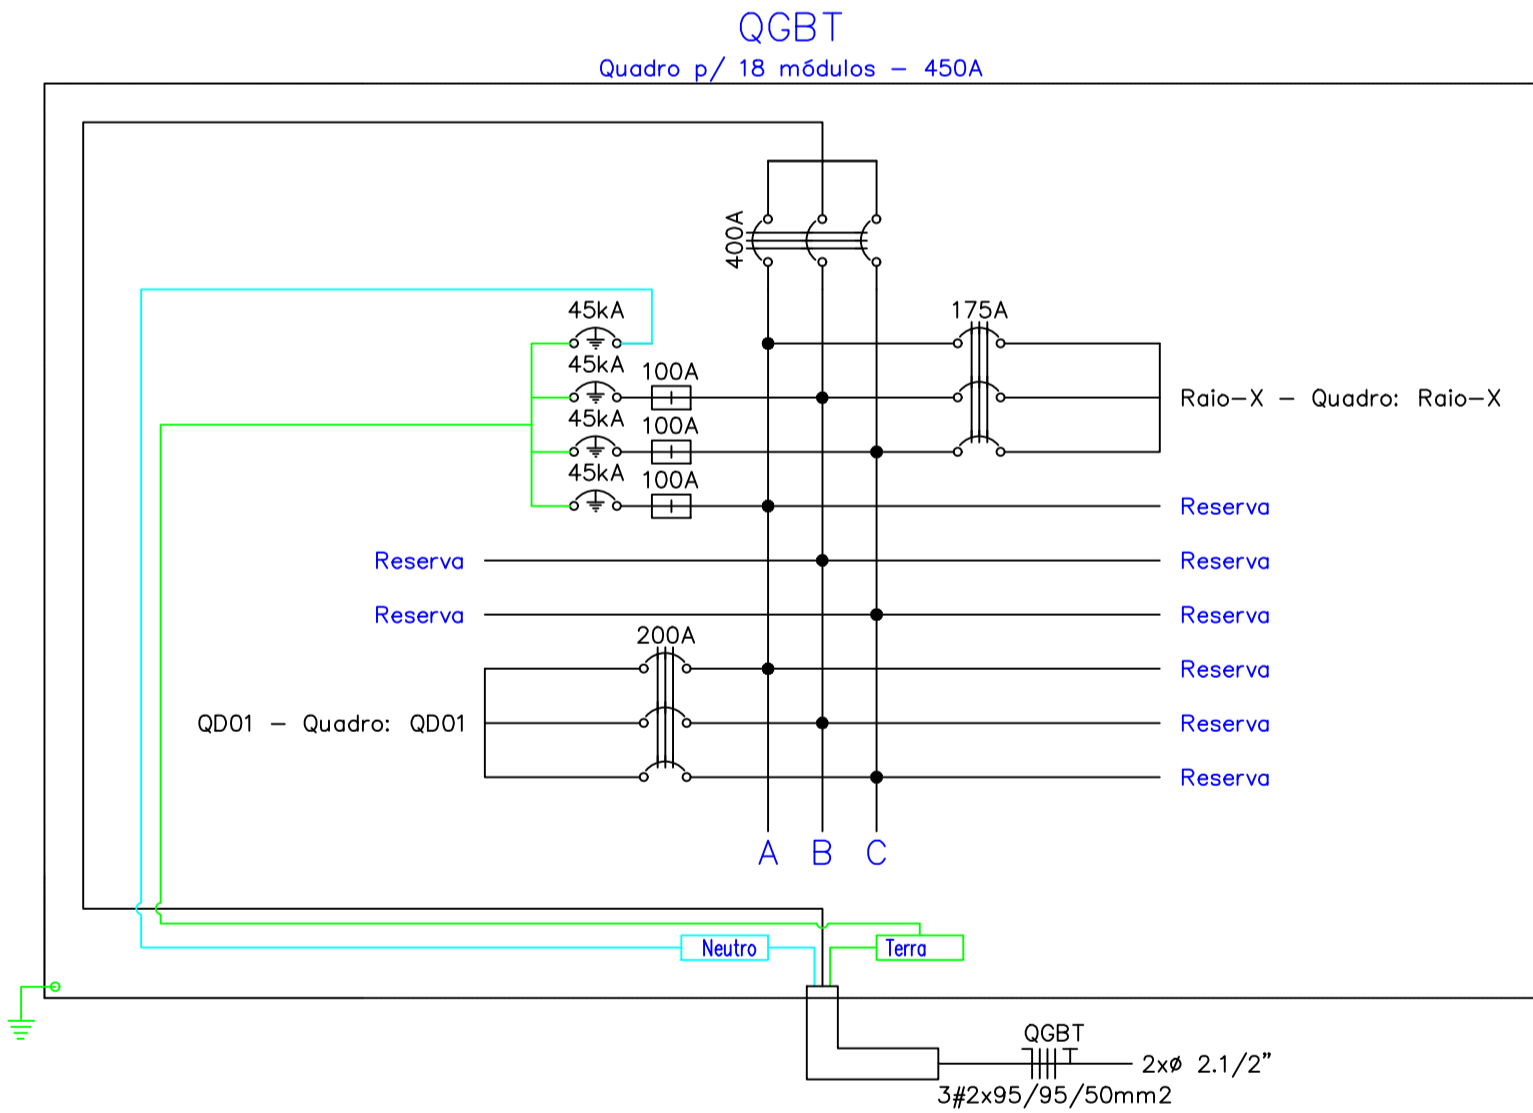 QGBT
Quadro p/ 18 módulos - 450A
400A
45kA
175A
45kA
100A
Raio-X - Quadro: Raio-X
45kA
100A
45kA
100A
Reserva
Reserva
Reserva
Reserva
Reserva
200A
Reserva
QD01 - Quadro: QD01
Reserva
Reserva
A B C
Neutro
Terra
QGBT
2xø 2.1/2"
3#2x95/95/50mm2